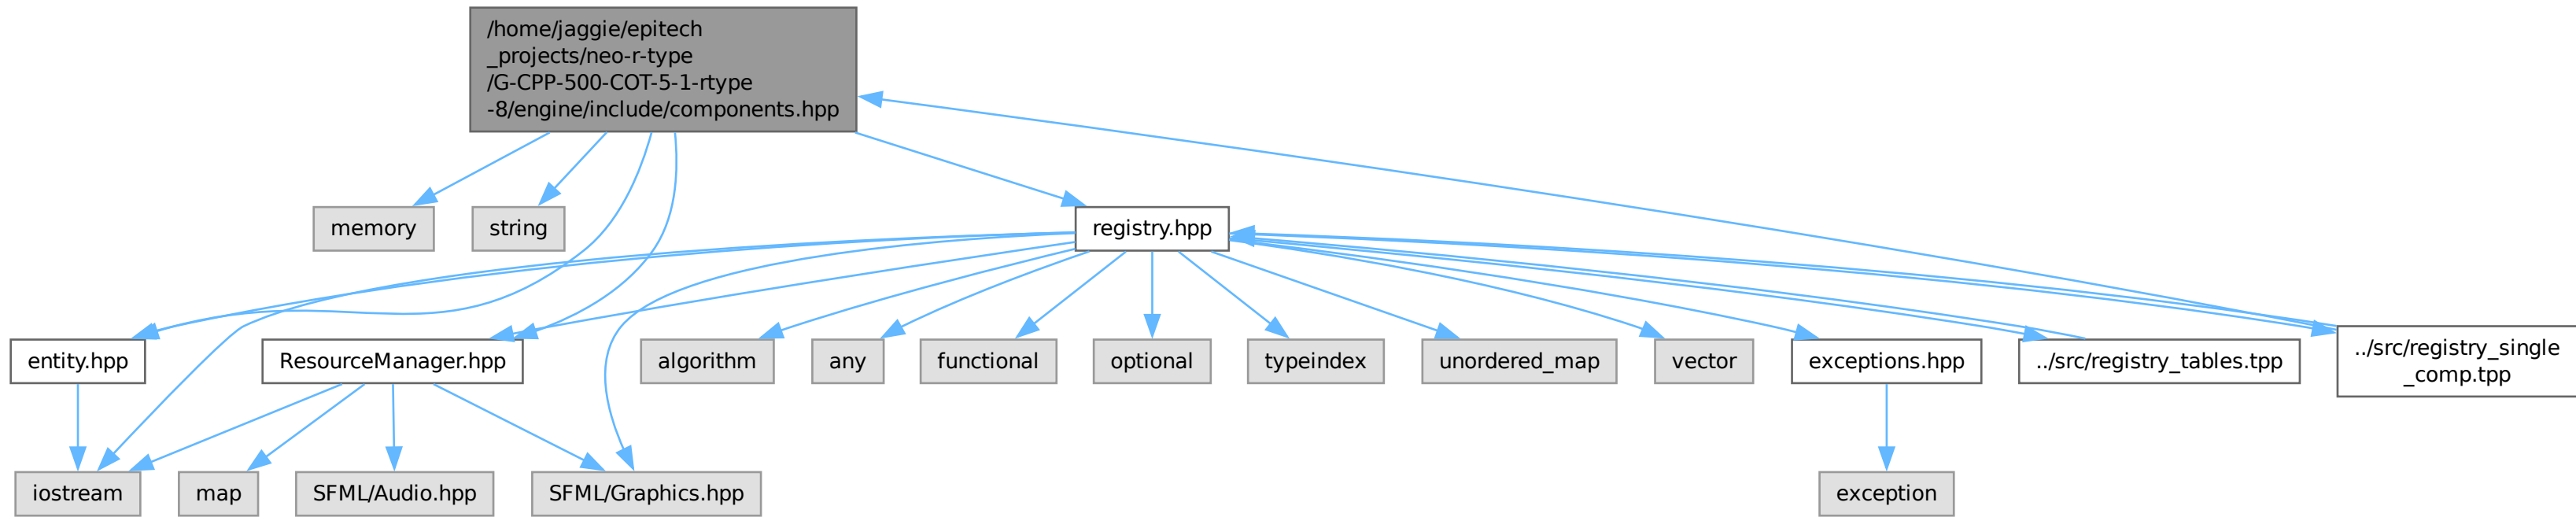 /home/jaggie/epitech
_projects/neo-r-type
/G-CPP-500-COT-5-1-rtype
-8/engine/include/components.hpp
memory
string
registry.hpp
entity.hpp
ResourceManager.hpp
algorithm
any
functional
optional
typeindex
unordered_map
vector
exceptions.hpp
../src/registry_tables.tpp
../src/registry_single
_comp.tpp
iostream
map
SFML/Audio.hpp
SFML/Graphics.hpp
exception